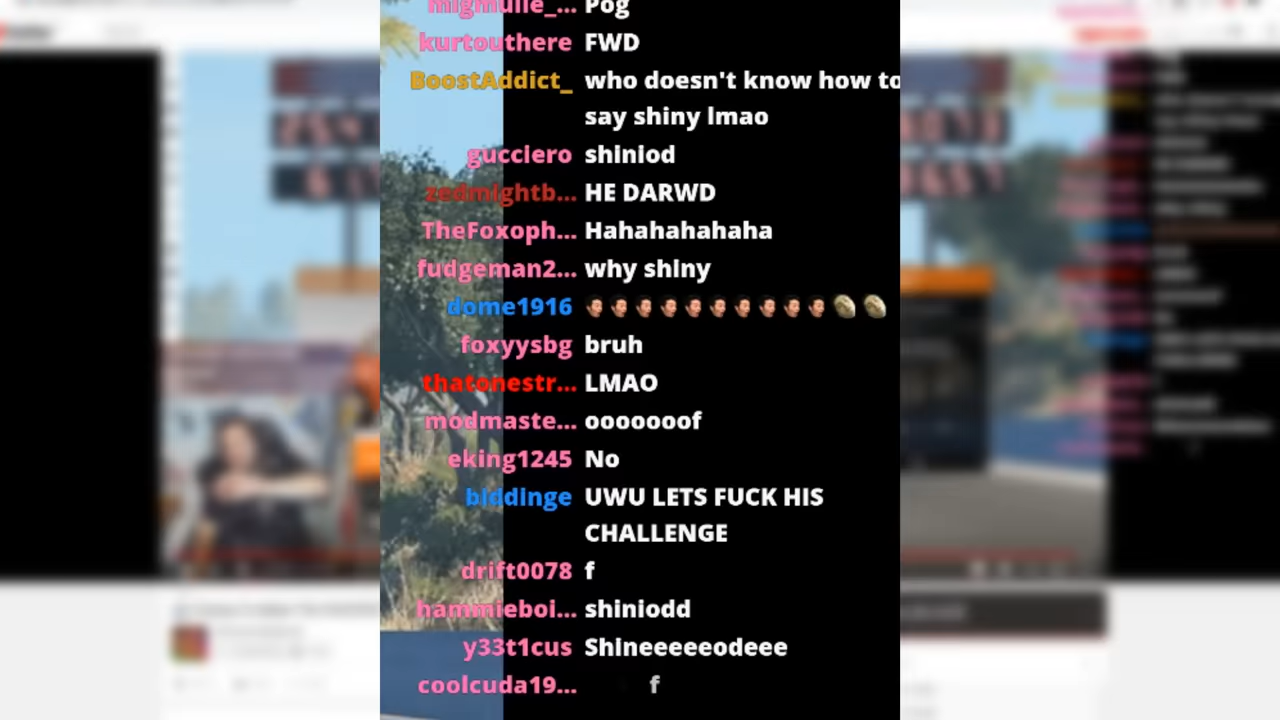 migmulle_... Pog
kurtouthere FWD
BoostAddict_ who doesn't know how to
say shiny lmao
gucciero shiniod
zedmightb... HE DARWD
TheFoxoph... Hahahahahaha
fudgeman2... why shiny
dome1916
foxyysbg bruh
thatonestr... LMAO
modmaste... ooooooof
eking1245 No
biddinge UWU LETS FUCK HIS
CHALLENGE
drift0078 f
hammieboi... shiniodd
y33t1cus Shineeeeeodeee
coolcuda19... f